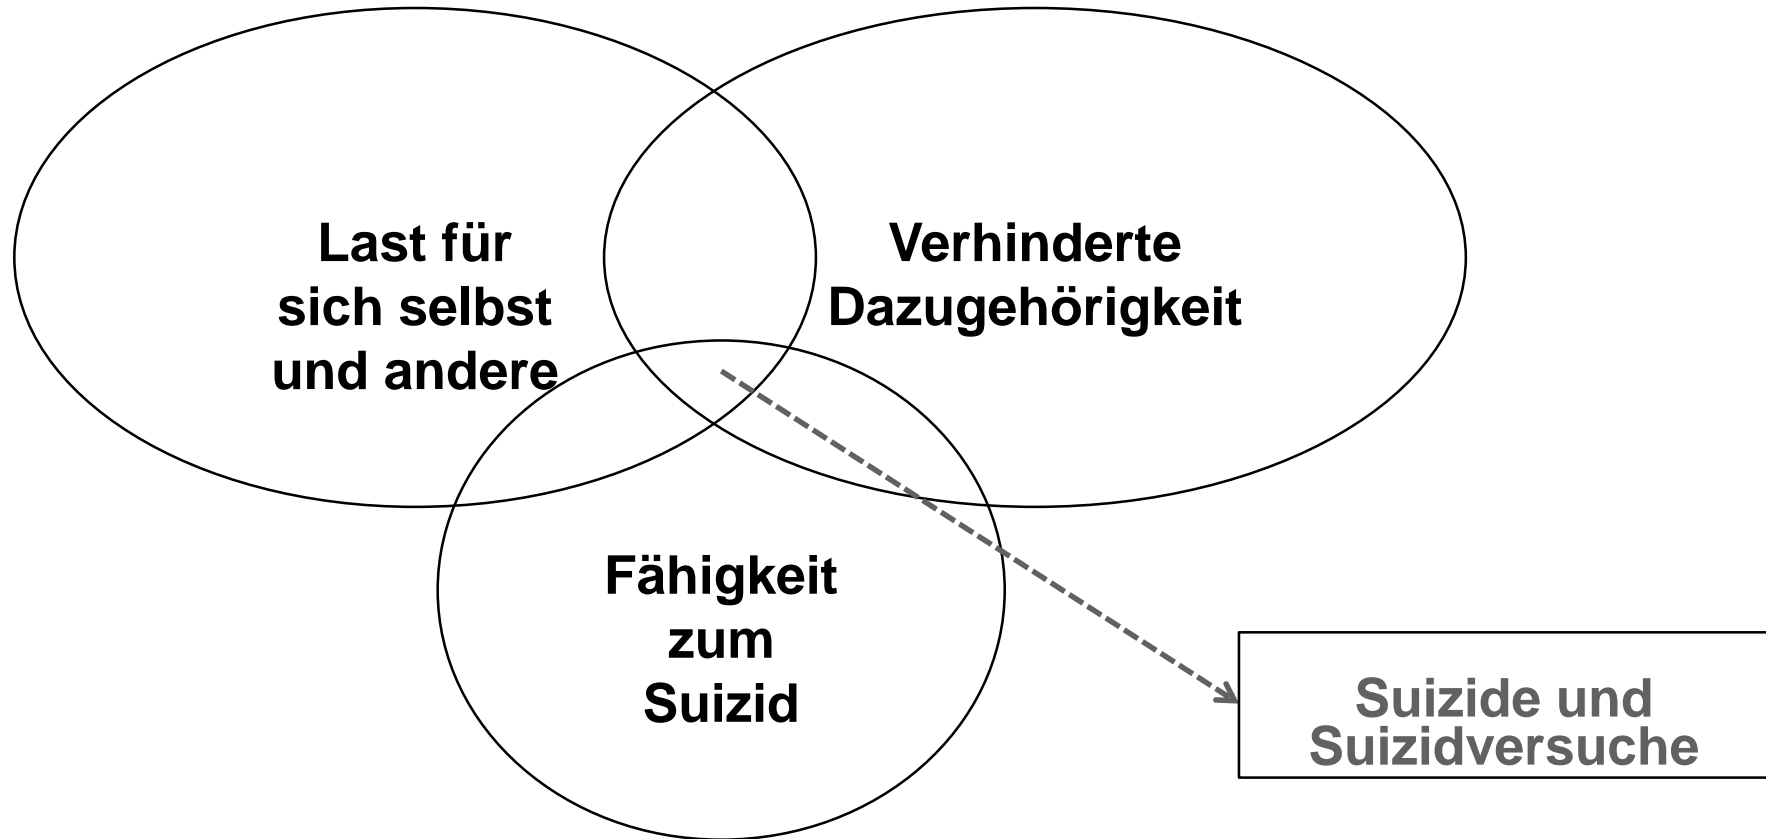 Last für
sich selbst
und andere
Verhinderte
Dazugehörigkeit
Fähigkeit
zum
Suizid
Suizide und
Suizidversuche